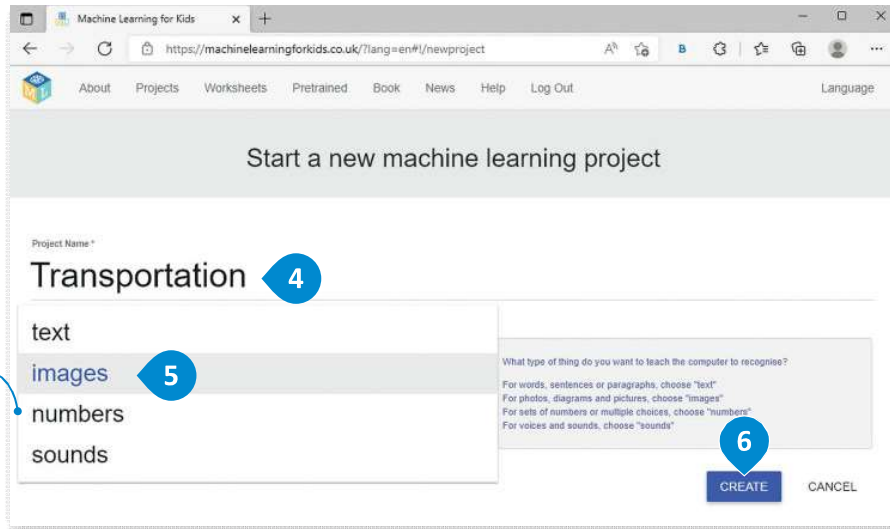 Machine Learning for Kids
https://machinelearningforkids.co.uk/?lang=en#!/newproject
B
About Projects Worksheets Pretrained Book News Help Log Out Language
Start a new machine learning project
Project Name *
Transportation
4
text
images
5
numbers
sounds
What type of thing do you want to teach the computer to recognise?
For words, sentences or paragraphs, choose "text"
For photos, diagrams and pictures, choose "images"
For sets of numbers or multiple choices, choose "numbers"
For voices and sounds, choose "sounds"
6
CREATE CANCEL